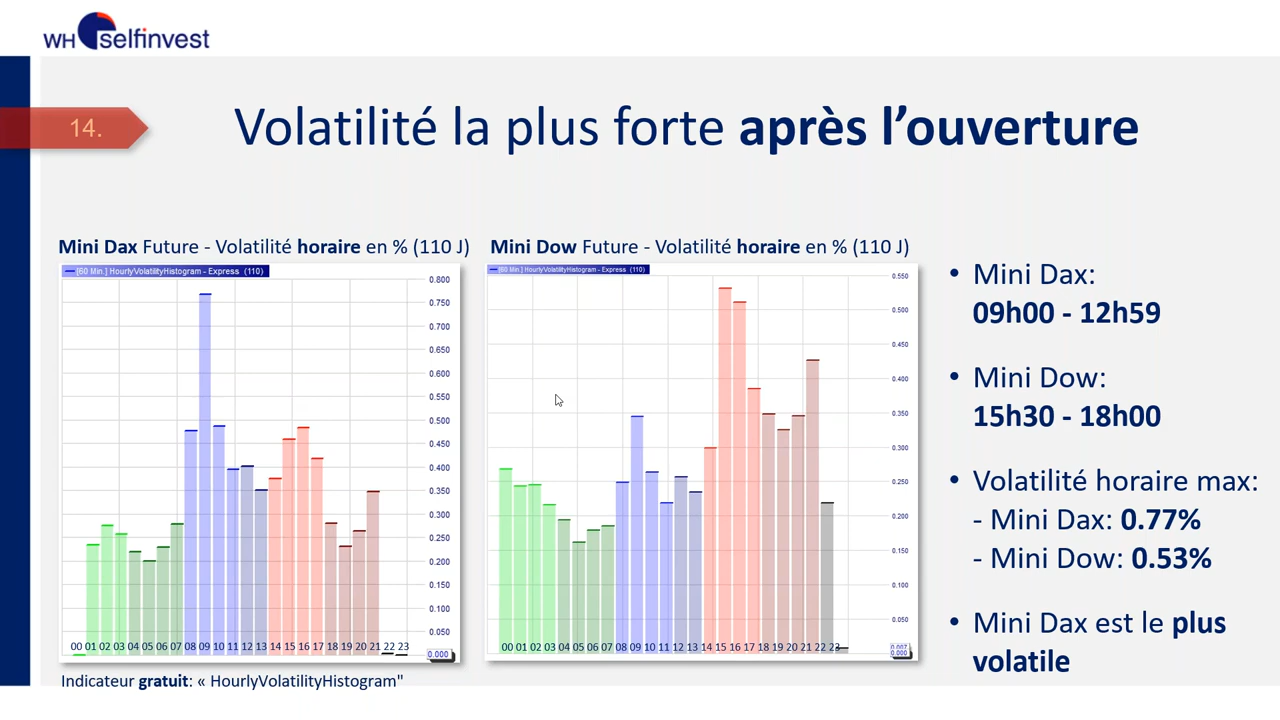 WH selfinvest
14.
Volatilité la plus forte après l’ouverture
Mini Dax Future - Volatilité horaire en % (110 J)
[60 Min.] HourlyVolatilityHistogram - Express (110)
0.800
0.750
0.700
0.650
0.600
0.550
0.500
0.450
0.400
0.350
0.300
0.250
0.200
0.150
0.100
0.050
0.000
00 01 02 03 04 05 06 07 08 09 10 11 12 13 14 15 16 17 18 19 20 21 22 23
Indicateur gratuit: « HourlyVolatilityHistogram"
Mini Dow Future - Volatilité horaire en % (110 J)
[60 Min.] HourlyVolatilityHistogram - Express (110)
0.550
0.500
0.450
0.400
0.350
0.300
0.250
0.200
0.150
0.100
0.050
0.007
0.000
00 01 02 03 04 05 06 07 08 09 10 11 12 13 14 15 16 17 18 19 20 21 22 23
• Mini Dax:
09h00 - 12h59
• Mini Dow:
15h30 - 18h00
• Volatilité horaire max:
- Mini Dax: 0.77%
- Mini Dow: 0.53%
• Mini Dax est le plus
volatile